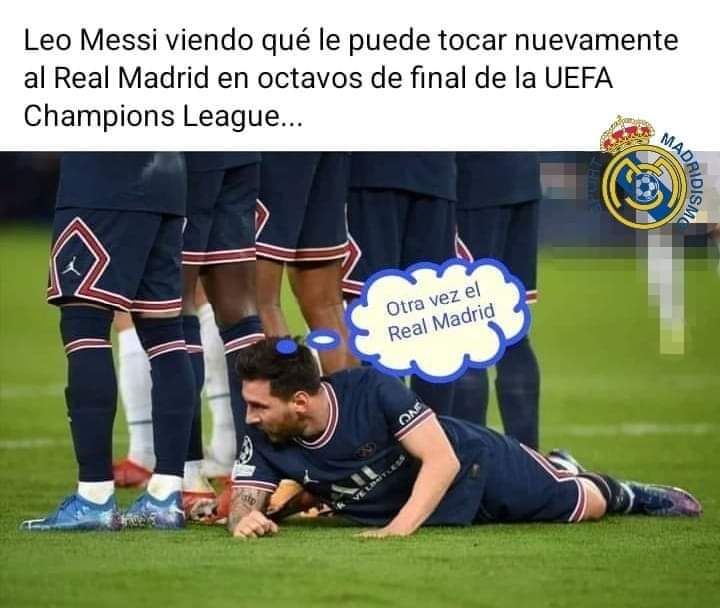 Leo Messi viendo qué le puede tocar nuevamente
al Real Madrid en octavos de final de la UEFA
Champions League...
MADRIDISMO
Otra vez el
Real Madrid